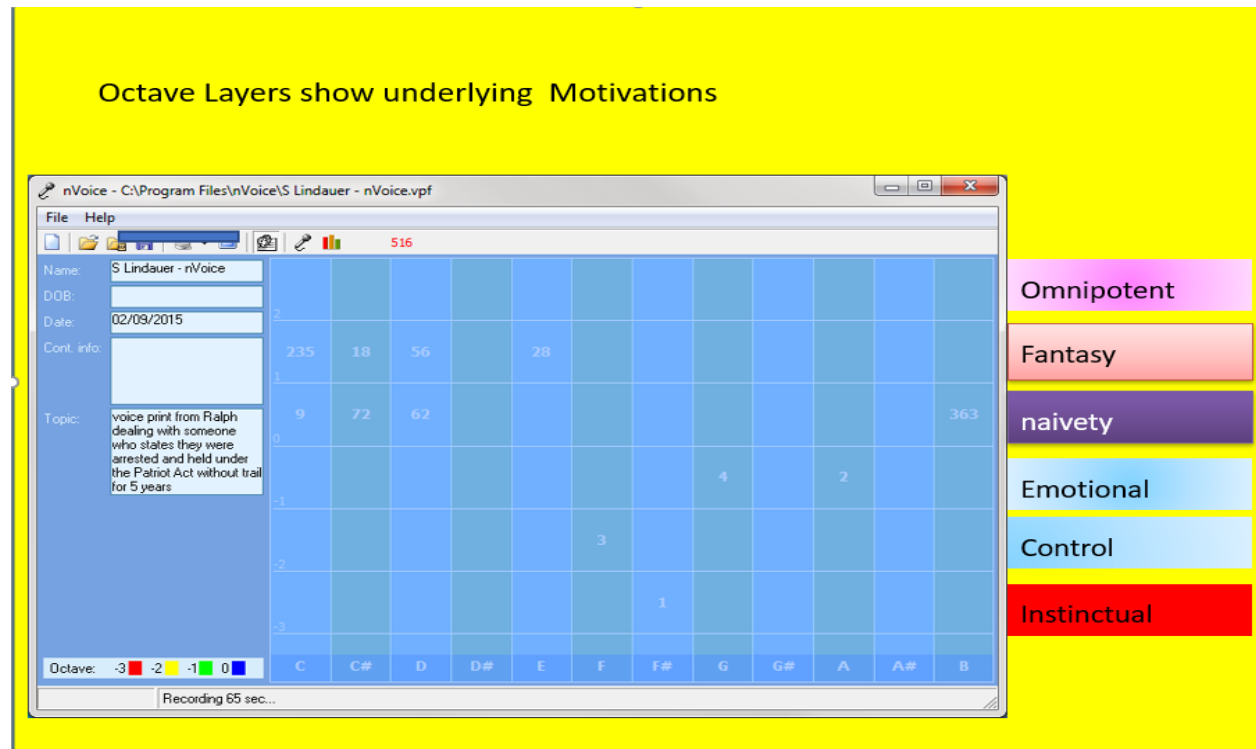 Octave Layers show underlying Motivations
nVoice - C:\Program Files\nVoice\S Lindauer - nVoice.vpf
File Help
516
Name: S Lindauer - nVoice
DOB:
Date: 02/09/2015
Cont. info:
Topic: voice print from Ralph
dealing with someone
who states they were
arrested and held under
the Patriot Act without trail
for 5 years
2
235 18 56 28
1
9 72 62 363
0
4 2
-1
3
-2
1
-3
C C# D D# E F F# G G# A A# B
Octave: -3 -2 -1 0
Recording 65 sec...
Omnipotent
Fantasy
naivety
Emotional
Control
Instinctual